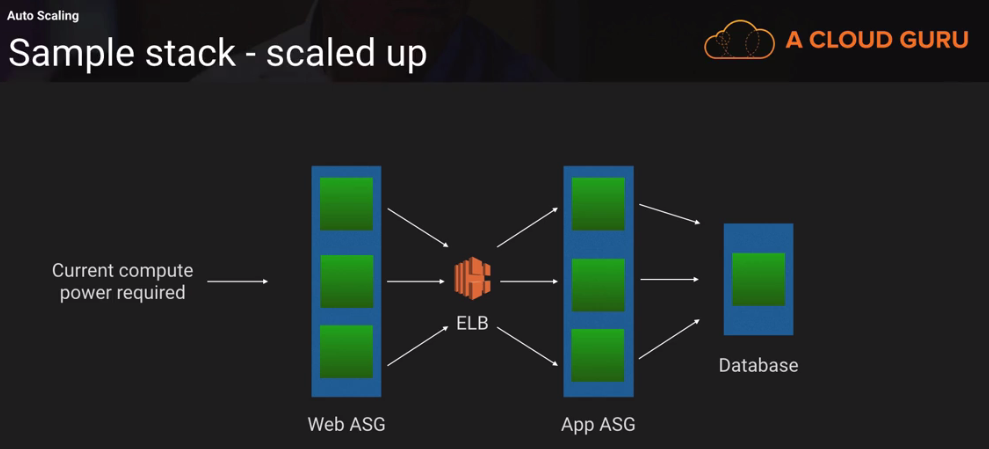 Auto Scaling
Sample stack - scaled up
A CLOUD GURU
Current compute
power required
ELB
Web ASG
App ASG
Database